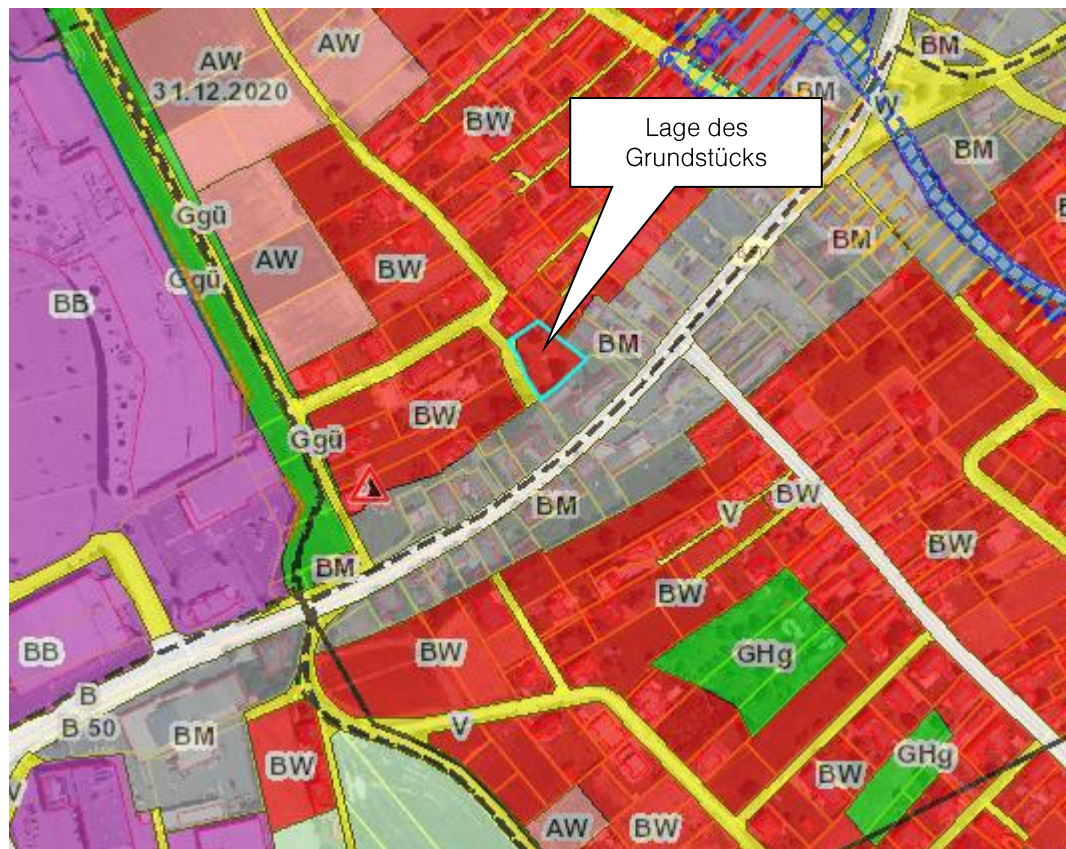 AW
AW
31.12.2020
BM
BM
BW
W
Lage des
Grundstücks
BM
Ggü
BM
AW
BW
Ggü
BB
BM
BW
Ggü
BW
BM
V
BW
BM
BW
BB
BW
GHg
B
B 50
BM
V
GHg
BW
BW
V
AW
BW